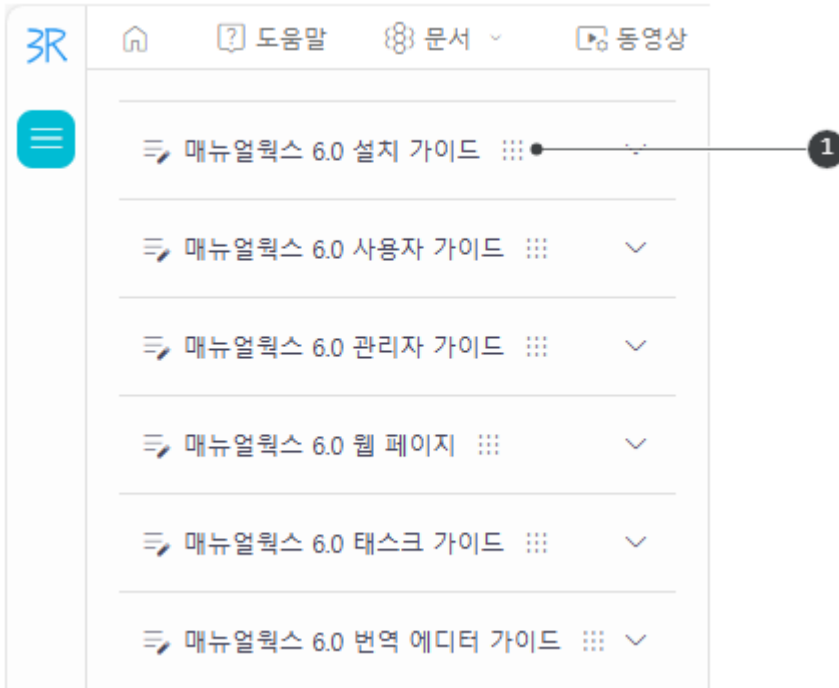 3R
도움말 문서 동영상
매뉴얼웍스 6.0 설치 가이드 1
매뉴얼웍스 6.0 사용자 가이드
매뉴얼웍스 6.0 관리자 가이드
매뉴얼웍스 6.0 웹 페이지
매뉴얼웍스 6.0 태스크 가이드
매뉴얼웍스 6.0 번역 에디터 가이드